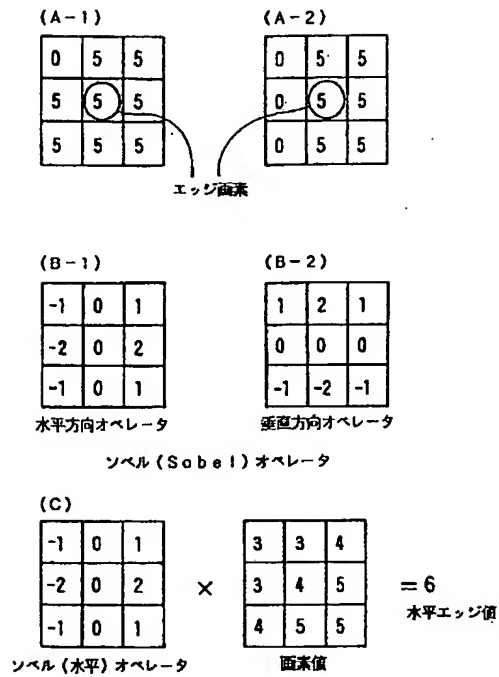 (A-1) (A-2)
0 5 5 0 5 5
5 5 5 0 5 5
5 5 5 0 5 5
エッジ画素
(B-1) (B-2)
-1 0 1 1 2 1
-2 0 2 0 0 0
-1 0 1 -1 -2 -1
水平方向オペレータ 垂直方向オペレータ
ソベル(Sobel)オペレータ
(C)
-1 0 1 3 3 4
-2 0 2 × 3 4 5 =6
水平エッジ値
-1 0 1 4 5 5
ソベル(水平)オペレータ 画素値